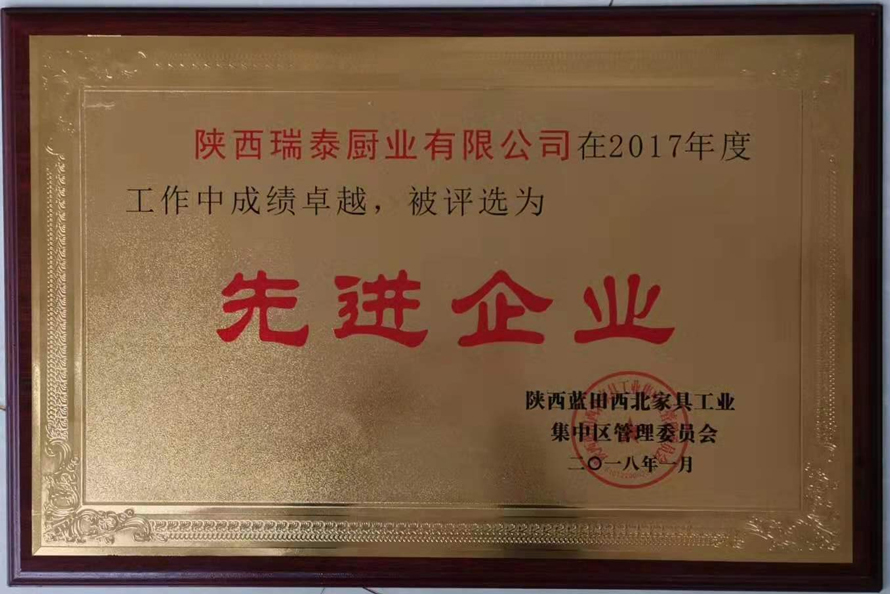 陕西瑞泰厨业有限公司在2017年度
工作中成绩卓越，被评选为
先进企业
陕西蓝田西北家具工业
集中区管理委员会
二〇一八年一月